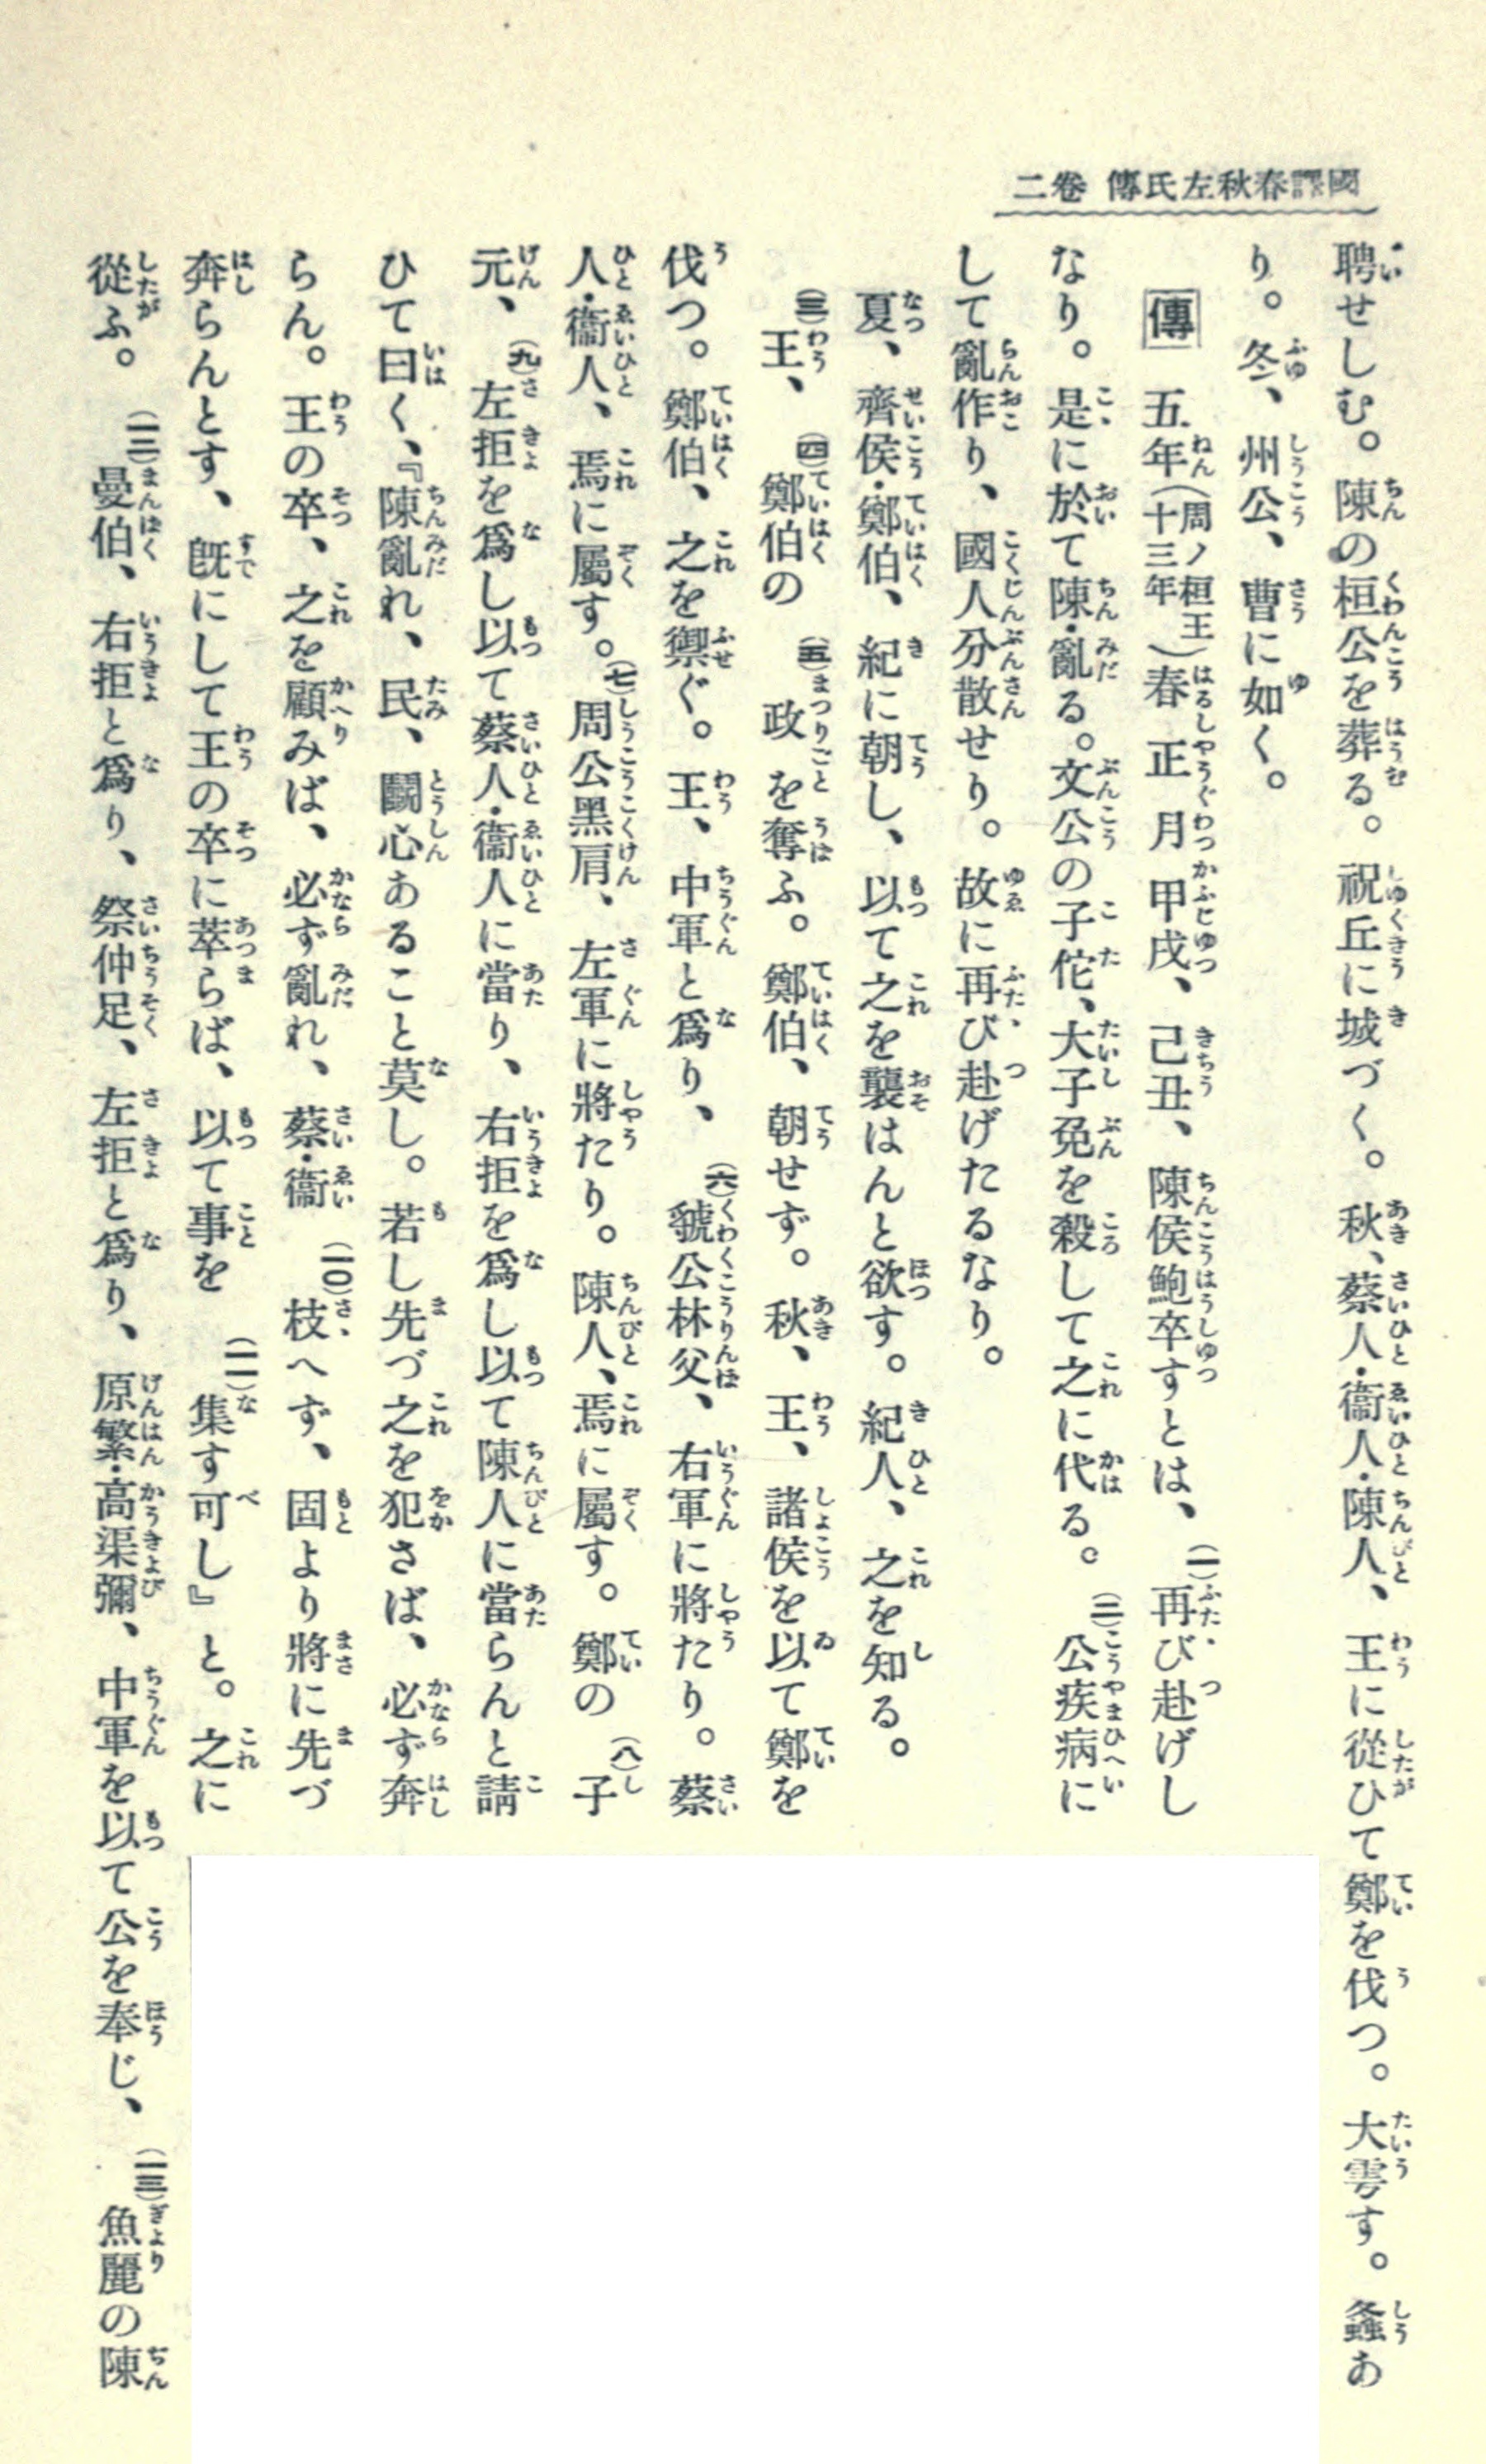 國譯春秋左氏傳 卷二
聘せしむ。陳の桓公を葬る。祝丘に城づく。秋、蔡人・衞人・陳人、王に從ひて鄭を伐つ。大雩す。螽あ
り。冬、州公、曹に如く。
傳 五年(周ノ桓王十三年)春正月甲戌、己丑、陳侯鮑卒すとは、(一)再び赴げし
なり。是に於て陳・亂る。文公の子佗、大子免を殺して之に代る。(二)公疾病に
して亂作り、國人分散せり。故に再び赴げたるなり。
夏、齊侯・鄭伯、紀に朝し、以て之を襲はんと欲す。紀人、之を知る。
(三)王、(四)鄭伯の(五)政を奪ふ。鄭伯、朝せず。秋、王、諸侯を以て鄭を
伐つ。鄭伯、之を禦ぐ。王、中軍と爲り、(六)虢公林父、右軍に將たり。蔡
人・衞人、焉に屬す。(七)周公黑肩、左軍に將たり。陳人、焉に屬す。鄭の(八)子
元、(九)左拒を爲し以て蔡人・衞人に當り、右拒を爲し以て陳人に當らんと請
ひて曰く、『陳亂れ、民、鬪心あること莫し。若し先づ之を犯さば、必ず奔
らん。王の卒、之を顧みば、必ず亂れ、蔡・衞(一〇)枝へず、固より將に先づ
奔らんとす、旣にして王の卒に萃らば、以て事を(一一)集す可し』と。之に
從ふ。(一二)曼伯、右拒と爲り、祭仲足、左拒と爲り、原繁・高渠彌、中軍を以て公を奉じ、(一三)魚麗の陳